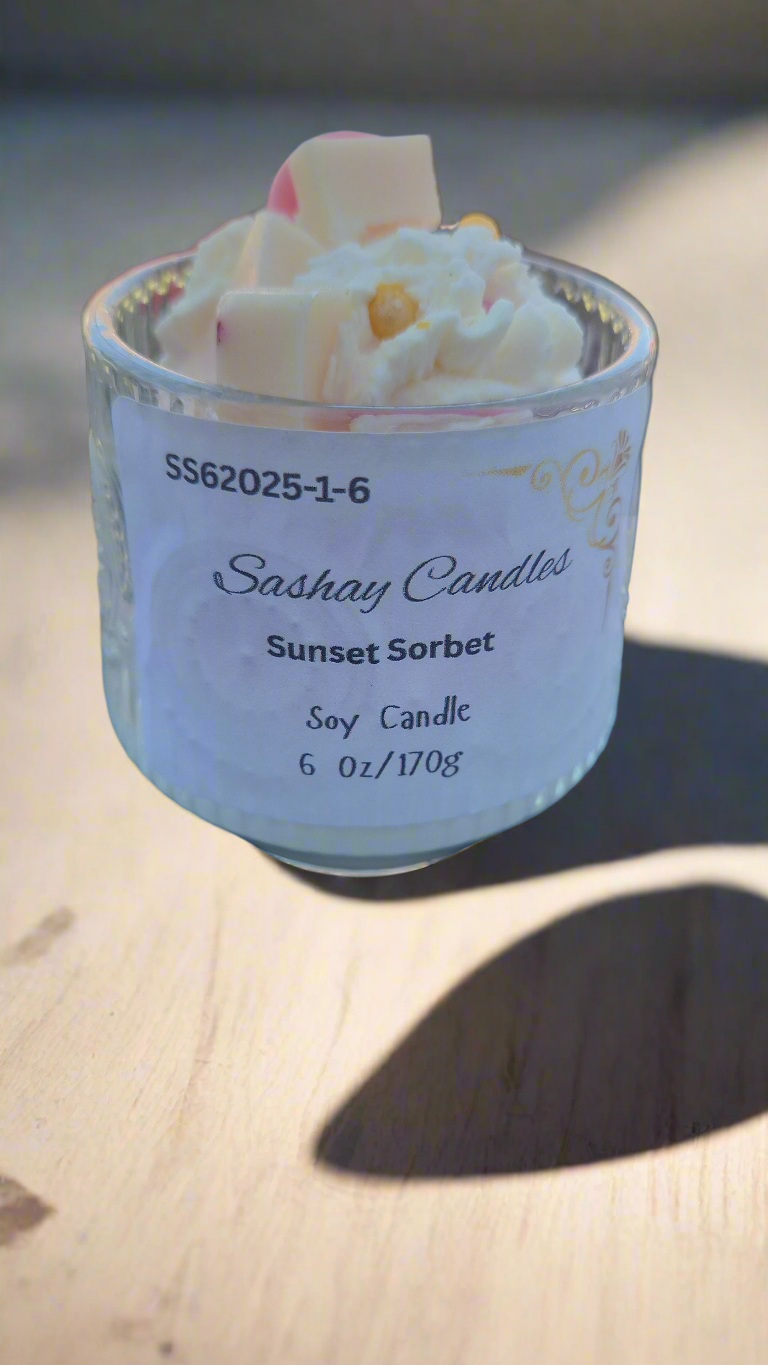 SS62025-1-6
Sashay Candles
Sunset Sorbet
Soy Candle
6 Oz/170g